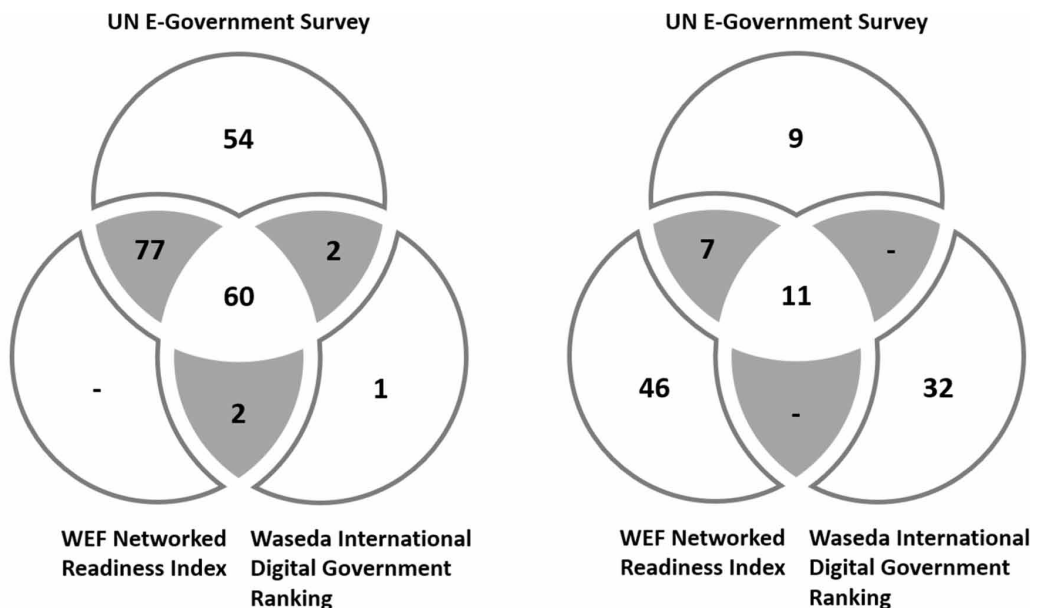 UN E-Government Survey
54
77
2
60
-
1
2
WEF Networked
Readiness Index
Waseda International
Digital Government
Ranking
UN E-Government Survey
9
7
-
11
46
32
-
WEF Networked
Readiness Index
Waseda International
Digital Government
Ranking